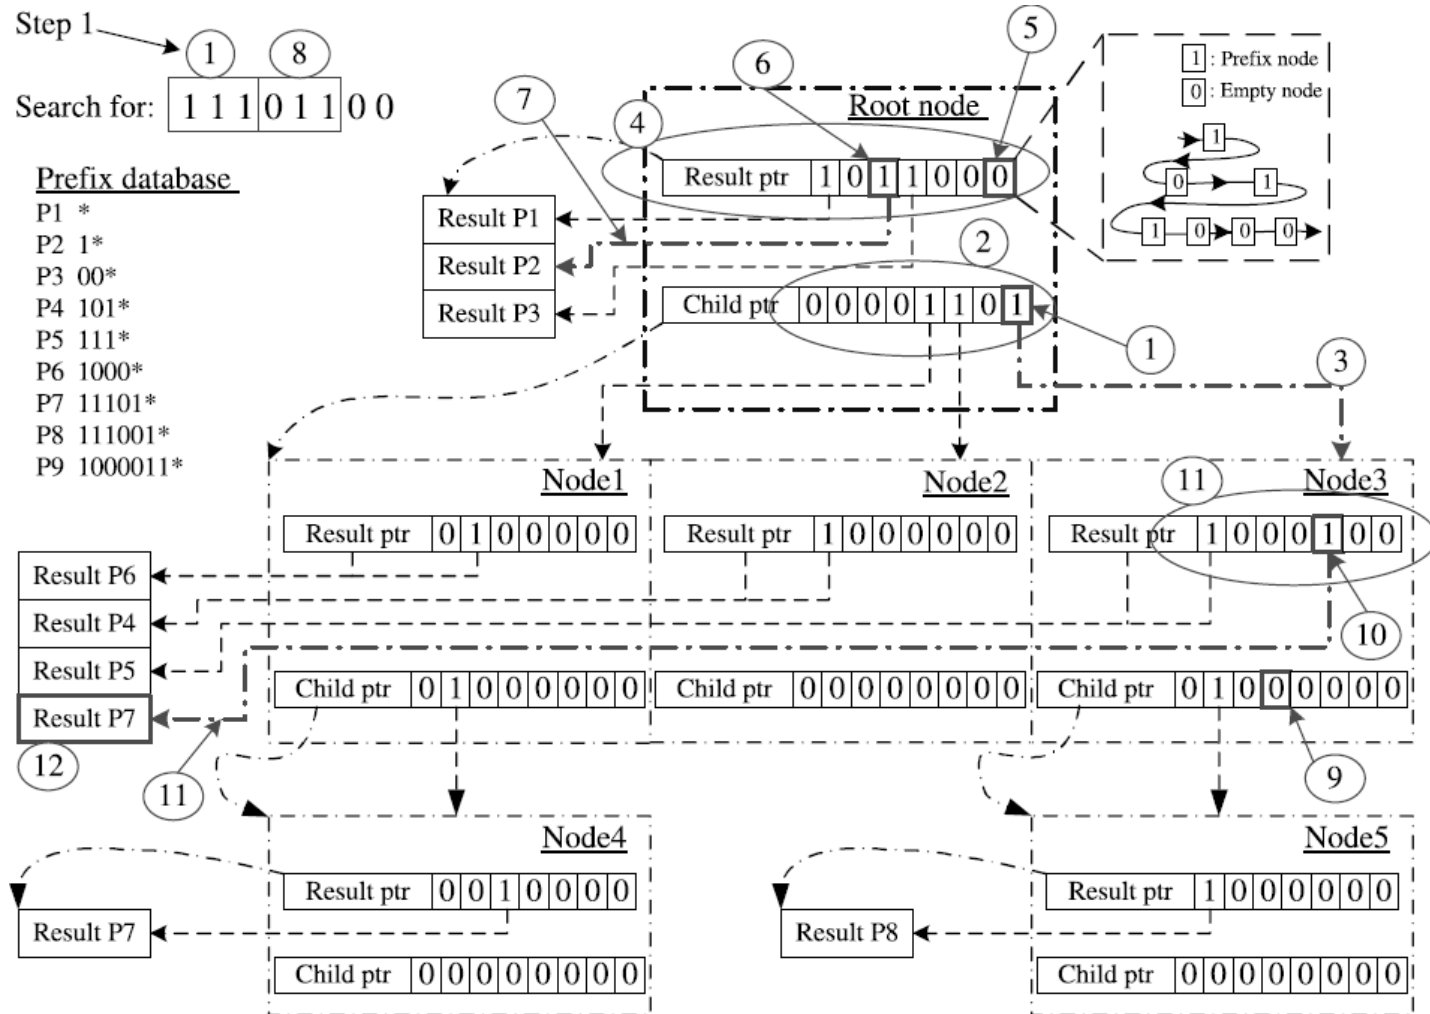 Step 1
1 8
Search for: 1 1 1 0 1 1 0 0
Prefix database
P1 *
P2 1*
P3 00*
P4 101*
P5 111*
P6 1000*
P7 11101*
P8 111001*
P9 1000011*
7
6
5
4
Root node
Result ptr 1 0 1 1 0 0 0
Result P1
Result P2
Result P3
2
Child ptr 0 0 0 0 1 1 0 1
1
3
1 : Prefix node
0 : Empty node
1
0 1
1 0 0 0
Node1
Result ptr 0 1 0 0 0 0 0
Child ptr 0 1 0 0 0 0 0 0
Node2
Result ptr 1 0 0 0 0 0 0
Child ptr 0 0 0 0 0 0 0 0
11
Node3
Result ptr 1 0 0 0 1 0 0
10
Child ptr 0 1 0 0 0 0 0 0
9
Result P6
Result P4
Result P5
Result P7
12
11
Node4
Result ptr 0 0 1 0 0 0 0
Result P7
Child ptr 0 0 0 0 0 0 0 0
Node5
Result ptr 1 0 0 0 0 0 0
Result P8
Child ptr 0 0 0 0 0 0 0 0